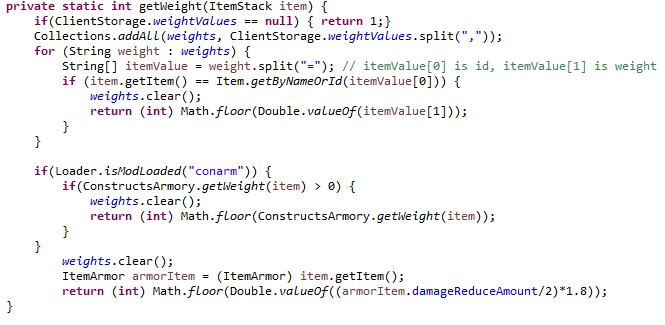 private static int getWeight(ItemStack item) {
    if(ClientStorage.weightValues == null) { return 1;}
    Collections.addAll(weights, ClientStorage.weightValues.split(","));
    for (String weight : weights) {
        String[] itemValue = weight.split("="); // itemValue[0] is id, itemValue[1] is weight
        if (item.getItem() == Item.getByNameOrId(itemValue[0])) {
            weights.clear();
            return (int) Math.floor(Double.valueOf(itemValue[1]));
        }
    }

    if(Loader.isModLoaded("conarm")) {
        if(ConstructsArmory.getWeight(item) > 0) {
            weights.clear();
            return (int) Math.floor(ConstructsArmory.getWeight(item));
        }
    }
        weights.clear();
        ItemArmor armorItem = (ItemArmor) item.getItem();
        return (int) Math.floor(Double.valueOf((armorItem.damageReduceAmount/2)*1.8));
}